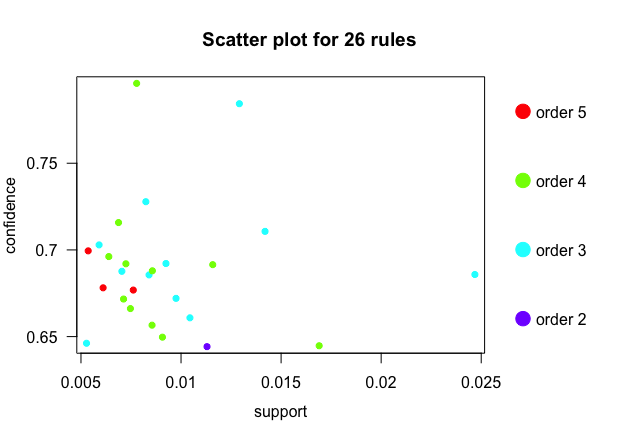 Scatter plot for 26 rules
confidence
0.75
0.7
0.65
0.005
0.01
0.015
0.02
0.025
support
order 5
order 4
order 3
order 2